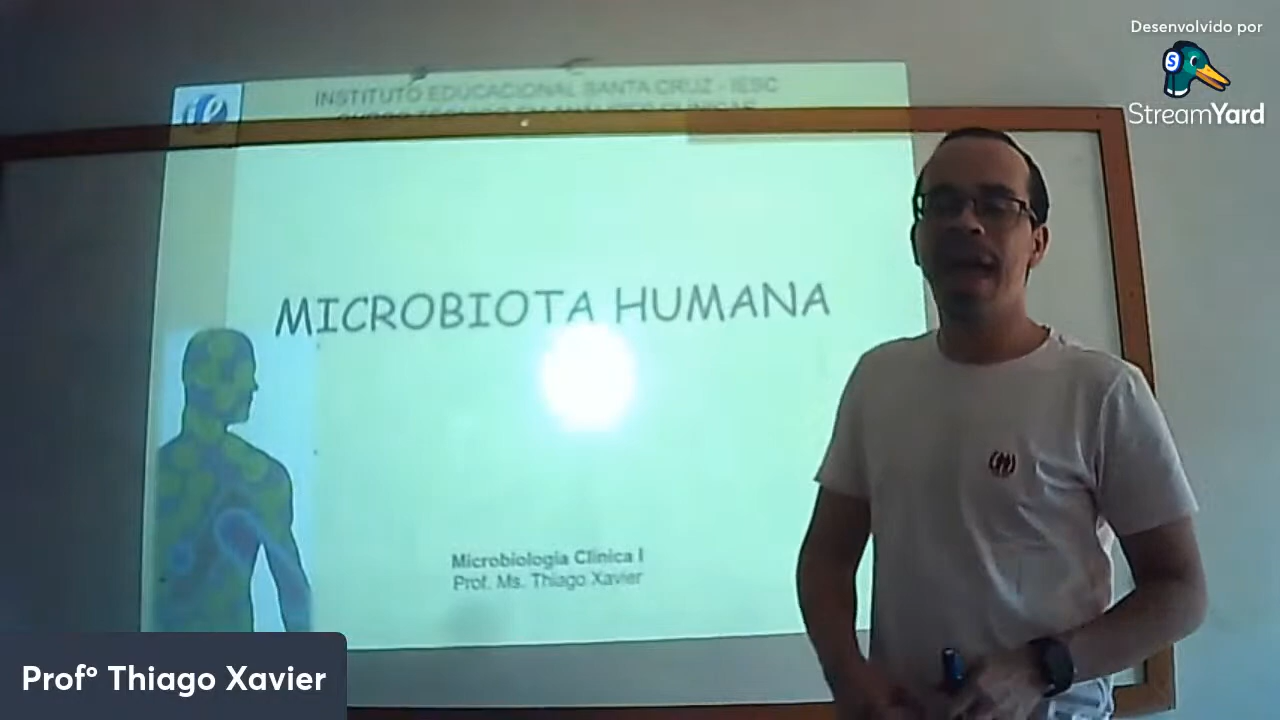 Desenvolvido por
StreamYard
INSTITUTO EDUCACIONAL SANTA CRUZ - IESC
MICROBIOTA HUMANA
Microbiologia Clínica I
Prof. Ms. Thiago Xavier
Profº Thiago Xavier